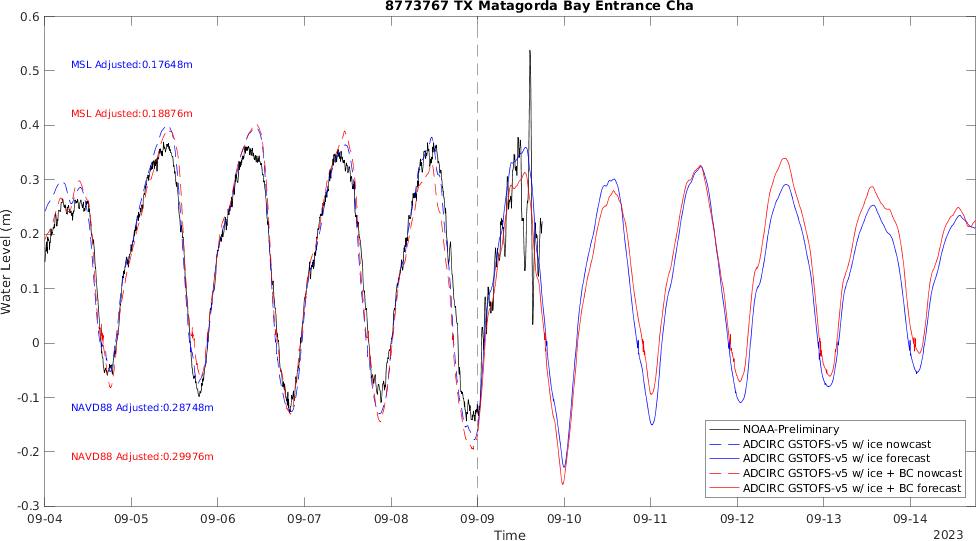 8773767 TX Matagorda Bay Entrance Cha
0.6
0.5
0.4
0.3
0.2
0.1
0
-0.1
-0.2
-0.3
Water Level (m)
MSL Adjusted:0.17648m
MSL Adjusted:0.18876m
NAVD88 Adjusted:0.28748m
NAVD88 Adjusted:0.29976m
NOAA-Preliminary
ADCIRC GSTOFS-v5 w/ ice nowcast
ADCIRC GSTOFS-v5 w/ ice forecast
ADCIRC GSTOFS-v5 w/ ice + BC nowcast
ADCIRC GSTOFS-v5 w/ ice + BC forecast
09-04 09-05 09-06 09-07 09-08 09-09 09-10 09-11 09-12 09-13 09-14
Time
2023